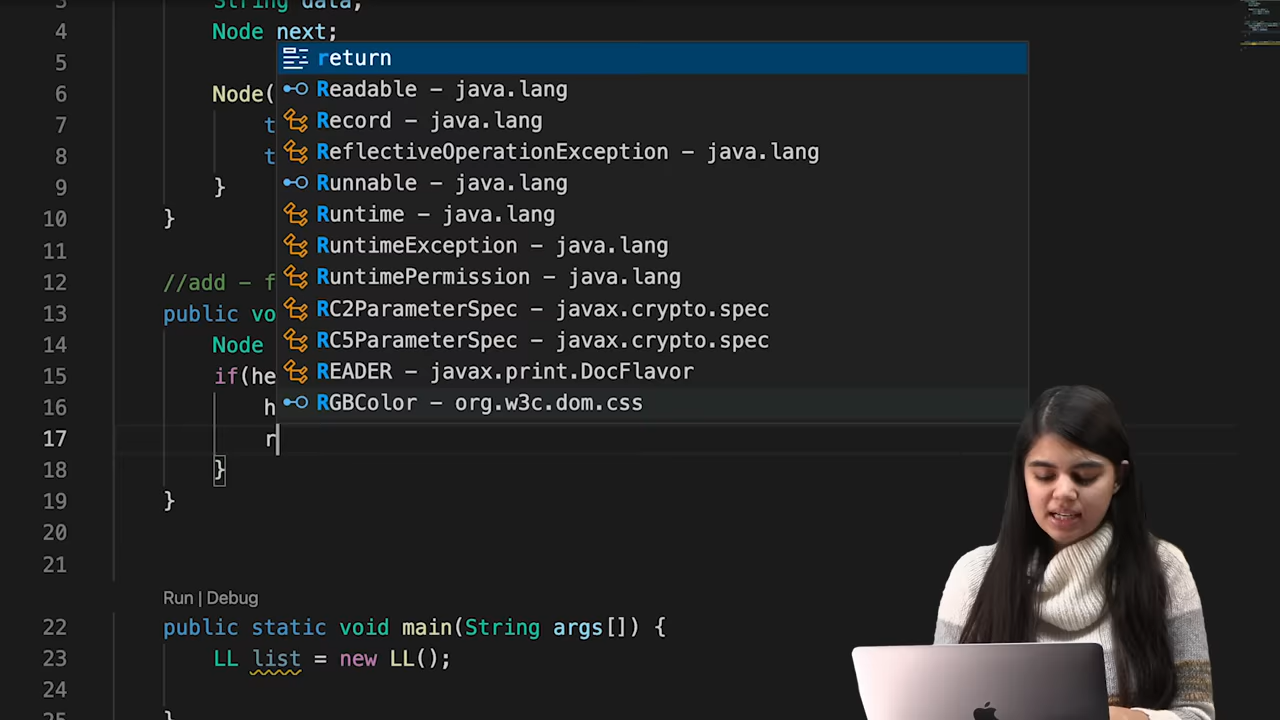 3 String data;
4 Node next;
5 return
6 Node( Readable – java.lang
7 t Record – java.lang
8 t ReflectiveOperationException – java.lang
9 } Runnable – java.lang
10 } Runtime – java.lang
11 RuntimeException – java.lang
12 //add – f RuntimePermission – java.lang
13 public vo RC2ParameterSpec – javax.crypto.spec
14 Node RC5ParameterSpec – javax.crypto.spec
15 if(he READER – javax.print.DocFlavor
16 h RGBColor – org.w3c.dom.css
17 r
18 }
19 }
20
21
Run | Debug
22 public static void main(String args[]) {
23 LL list = new LL();
24
25